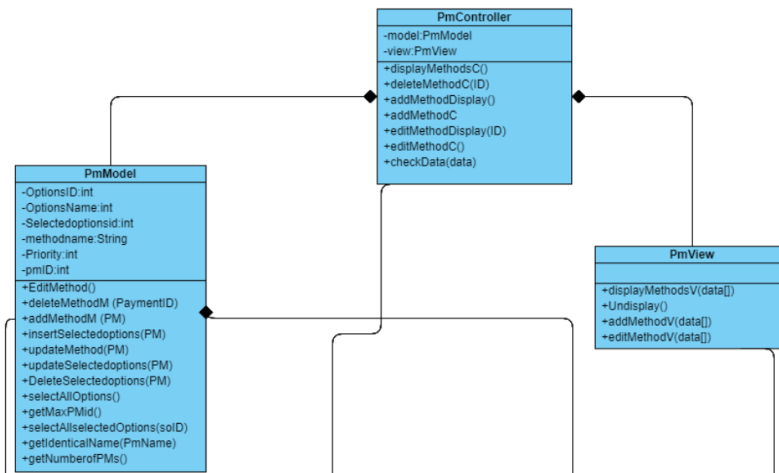 PmController
-model:PmModel
-view:PmView
+displayMethodsC()
+deleteMethodC(ID)
+addMethodDisplay()
+addMethodC
+editMethodDisplay(ID)
+editMethodC()
+checkData(data)
PmModel
-OptionsID:int
-OptionsName:int
-Selectedoptionsid:int
-methodname:String
-Priority:int
-pmID:int
+EditMethod()
+deleteMethodM (PaymentID)
+addMethodM (PM)
+insertSelectedoptions(PM)
+updateMethod(PM)
+updateSelectedoptions(PM)
+DeleteSelectedoptions(PM)
+selectAllOptions()
+getMaxPMid()
+selectAllselectedOptions(soID)
+getIdenticalName(PmName)
+getNumberofPMs()
PmView
+displayMethodsV(data[])
+Undisplay()
+addMethodV(data[])
+editMethodV(data[])